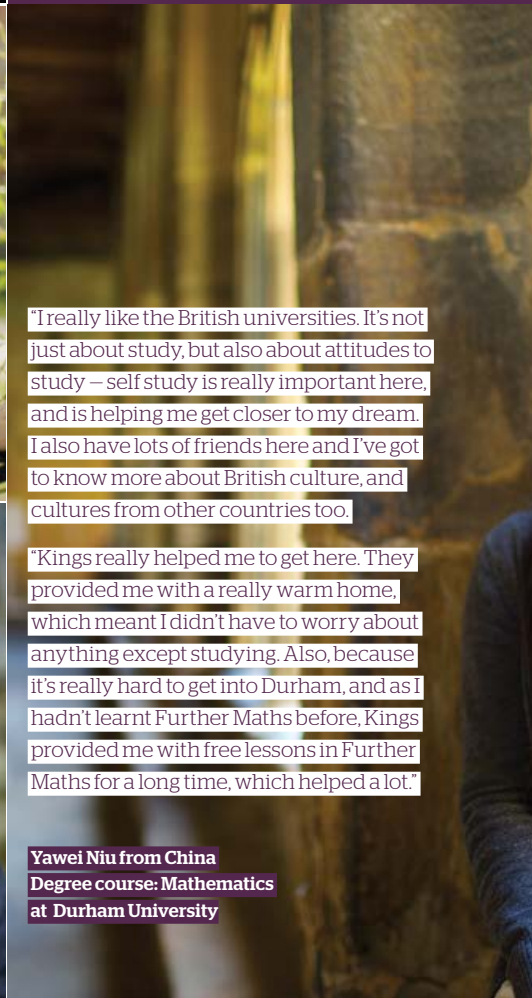 “I really like the British universities. It’s not
just about study, but also about attitudes to
study – self study is really important here,
and is helping me get closer to my dream.
I also have lots of friends here and I’ve got
to know more about British culture, and
cultures from other countries too.
“Kings really helped me to get here. They
provided me with a really warm home,
which meant I didn’t have to worry about
anything except studying. Also, because
it’s really hard to get into Durham, and as I
hadn’t learnt Further Maths before, Kings
provided me with free lessons in Further
Maths for a long time, which helped a lot.”
Yawei Niu from China
Degree course: Mathematics
at Durham University